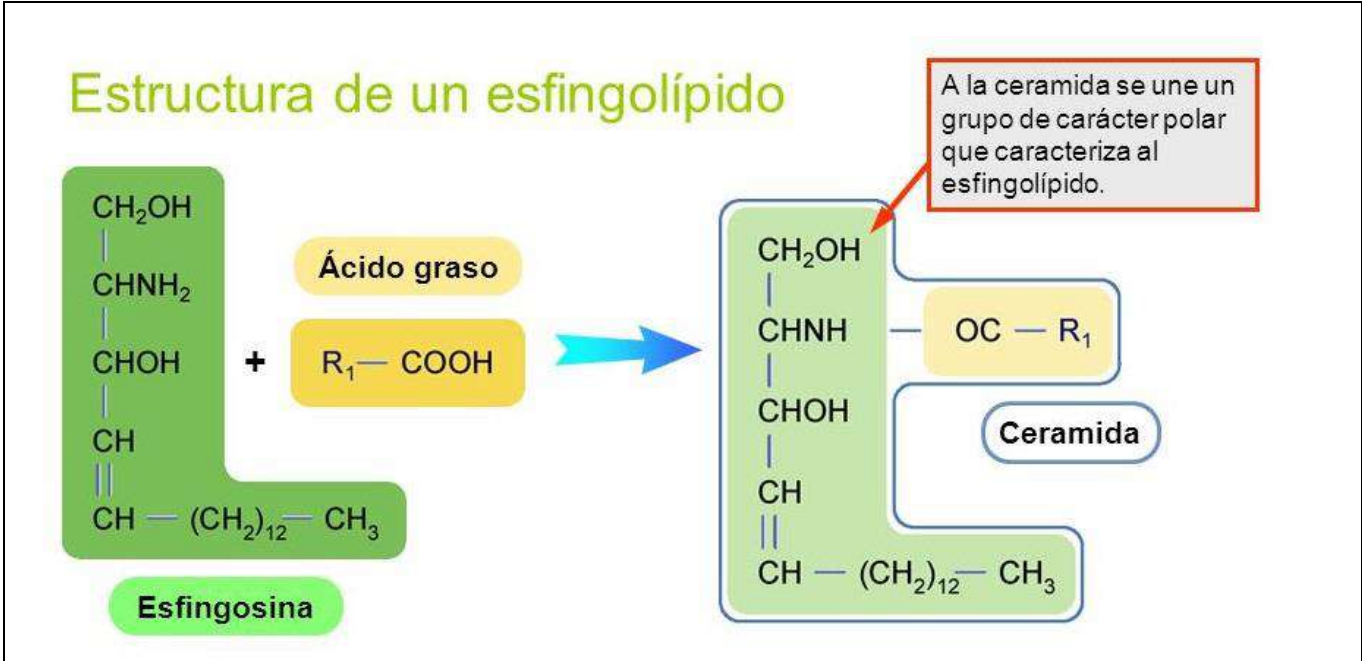 Estructura de un esfingolípido
A la ceramida se une un
grupo de carácter polar
que caracteriza al
esfingolípido.
CH₂OH
CHNH₂
CHOH
CH
CH — (CH₂)₁₂— CH₃
Esfingosina
+
Ácido graso
R₁— COOH
CH₂OH
CHNH — OC — R₁
CHOH
CH
CH — (CH₂)₁₂— CH₃
Ceramida